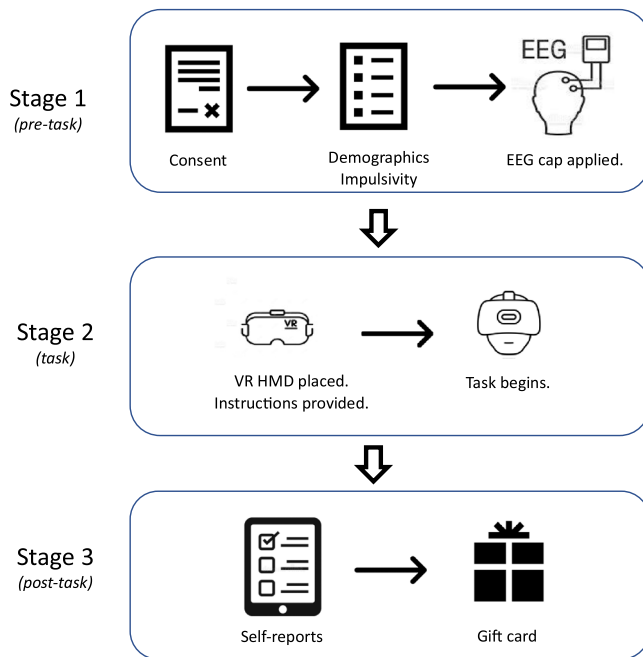 Stage 1
(pre-task)
EEG
Consent
Demographics
Impulsivity
EEG cap applied.
Stage 2
(task)
VR
VR HMD placed.
Instructions provided.
Task begins.
Stage 3
(post-task)
Self-reports
Gift card